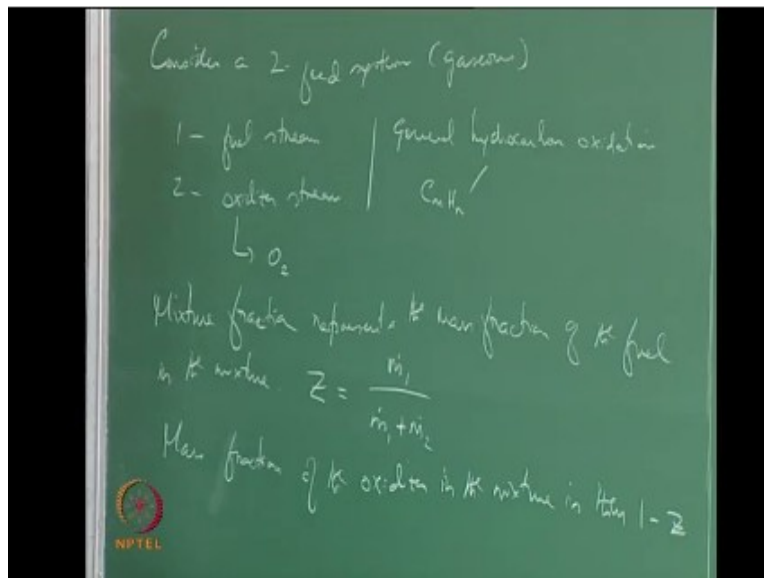 Consider a 2-feed system (gaseous)
1 - fuel stream | General hydrocarbon oxidation
2 - oxidizer stream | CmHn
↳ O2
Mixture fraction represents the mass fraction of the fuel
in the mixture. Z = ṁ1 / (ṁ1 + ṁ2)
Mass fraction of the oxidizer in the mixture is then 1 - Z
NPTEL